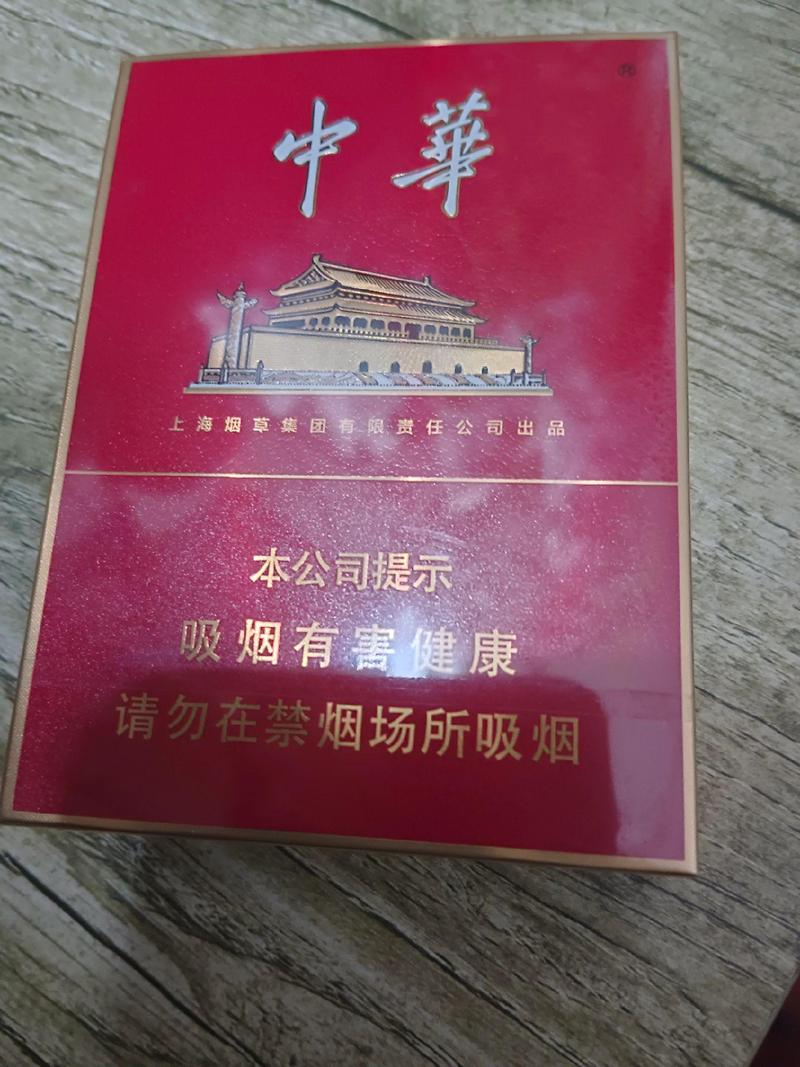 ®
中華
上海烟草集团有限责任公司出品
本公司提示
吸烟有害健康
请勿在禁烟场所吸烟